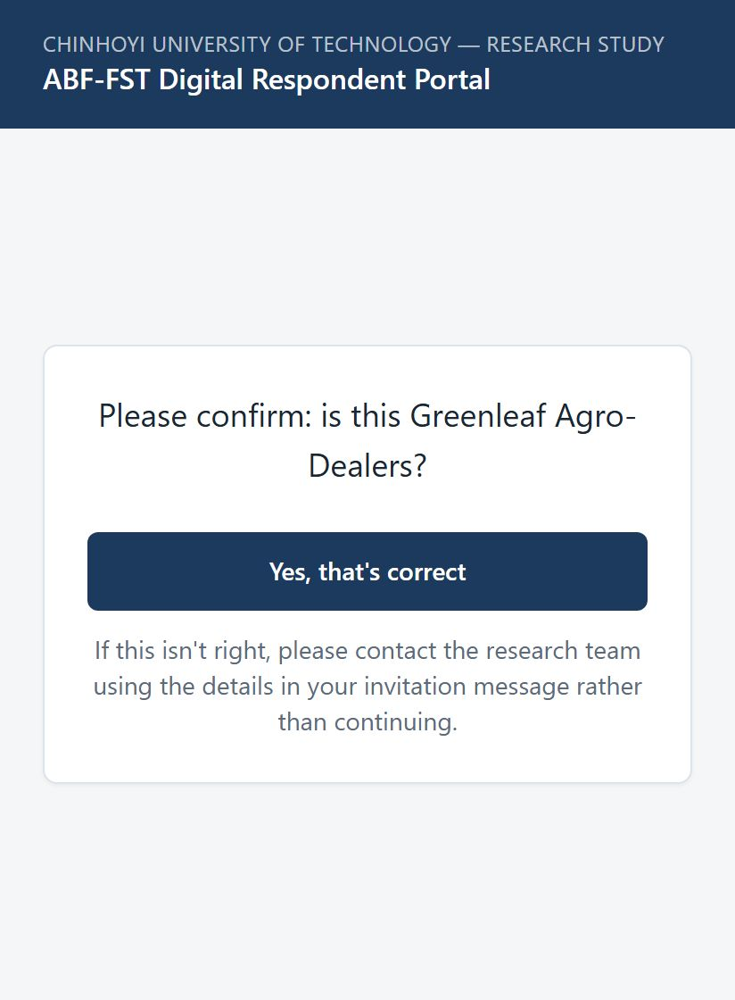 CHINHOYI UNIVERSITY OF TECHNOLOGY — RESEARCH STUDY
ABF-FST Digital Respondent Portal
Please confirm: is this Greenleaf Agro-
Dealers?
Yes, that's correct
If this isn't right, please contact the research team
using the details in your invitation message rather
than continuing.